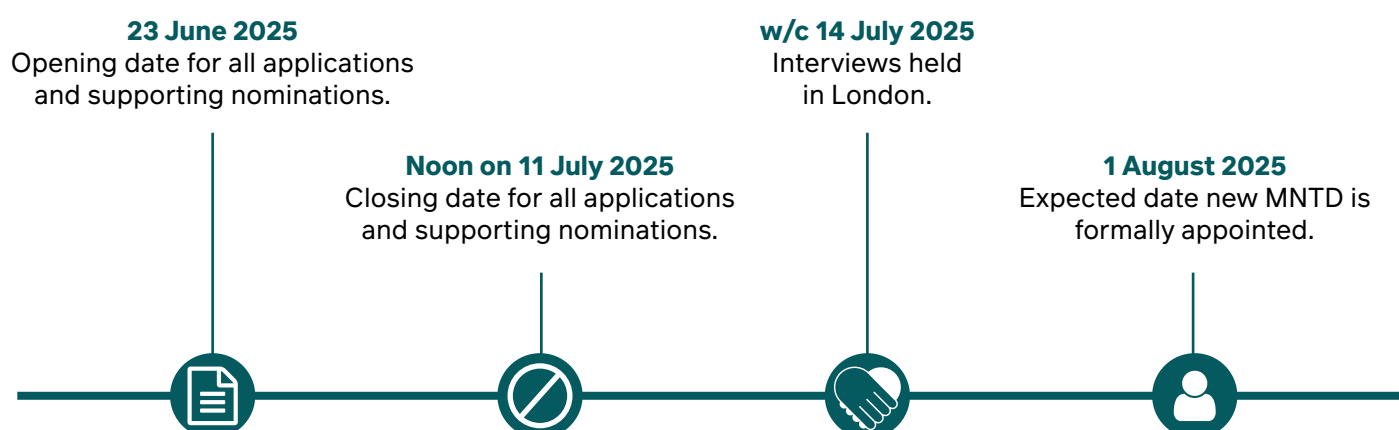 23 June 2025
Opening date for all applications
and supporting nominations.
Noon on 11 July 2025
Closing date for all applications
and supporting nominations.
w/c 14 July 2025
Interviews held
in London.
1 August 2025
Expected date new MNTD is
formally appointed.